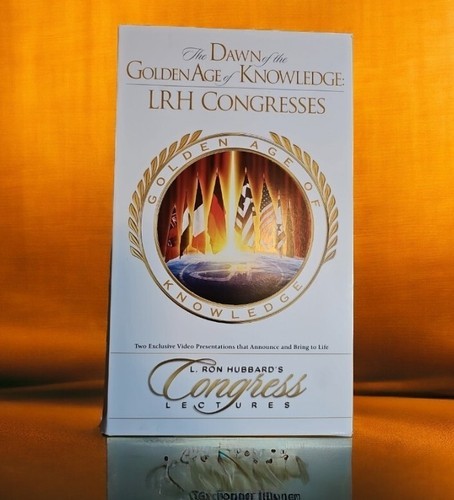 The DAWN of the
GOLDEN AGE of KNOWLEDGE:
LRH CONGRESSES
GOLDEN AGE OF
KNOWLEDGE
Two Exclusive Video Presentations that Announce and Bring to Life
L. RON HUBBARD'S
Congress
LECTURES